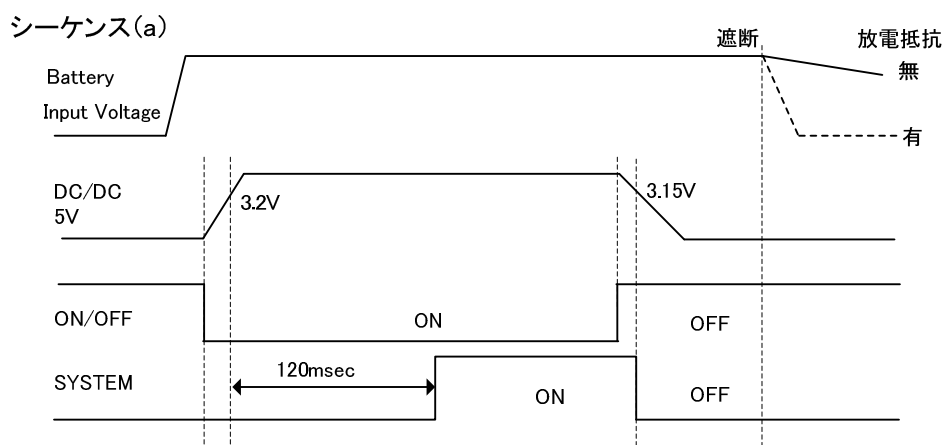 シーケンス(a)
遮断
放電抵抗
無
Battery
Input Voltage
有
DC/DC
5V
3.2V
3.15V
ON/OFF
ON
OFF
120msec
SYSTEM
ON
OFF